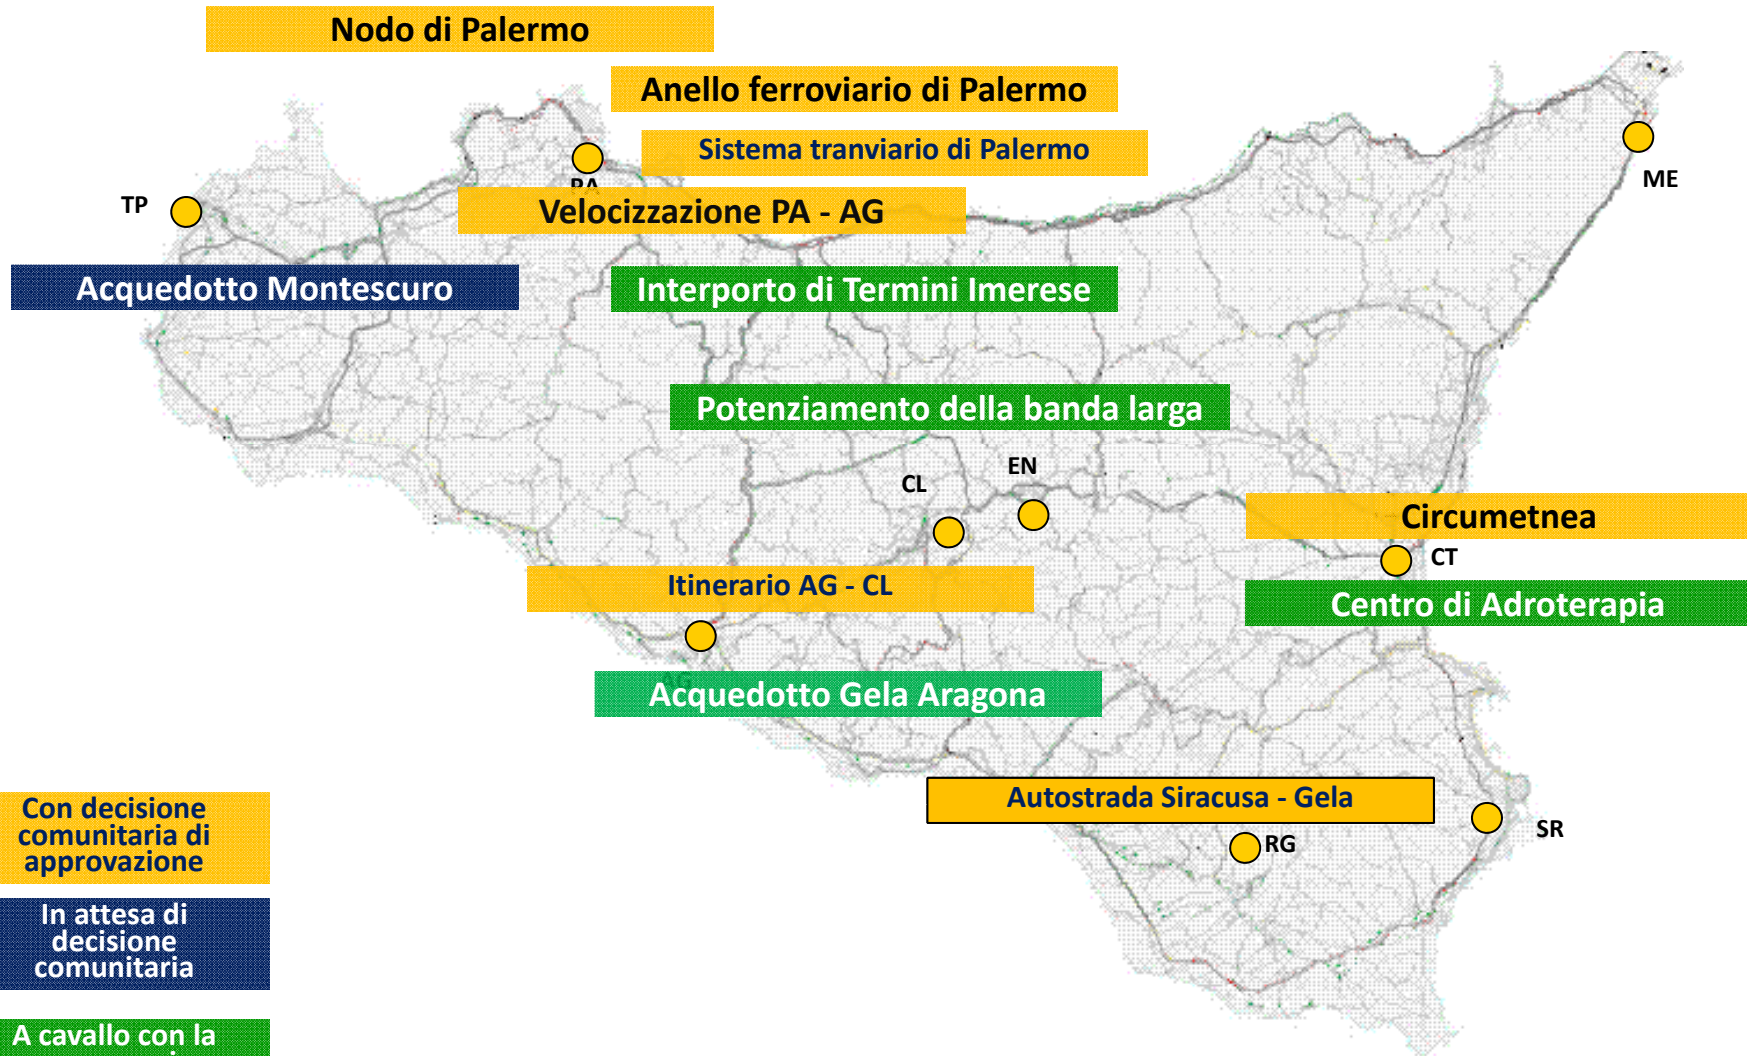 Nodo di Palermo
Anello ferroviario di Palermo
Sistema tranviario di Palermo
PA
ME
TP
Velocizzazione PA - AG
Acquedotto Montescuro
Interporto di Termini Imerese
Potenziamento della banda larga
EN
CL
Circumetnea
CT
Itinerario AG - CL
Centro di Adroterapia
AG
Acquedotto Gela Aragona
Autostrada Siracusa - Gela
SR
RG
Con decisione
comunitaria di
approvazione
In attesa di
decisione
comunitaria
A cavallo con la